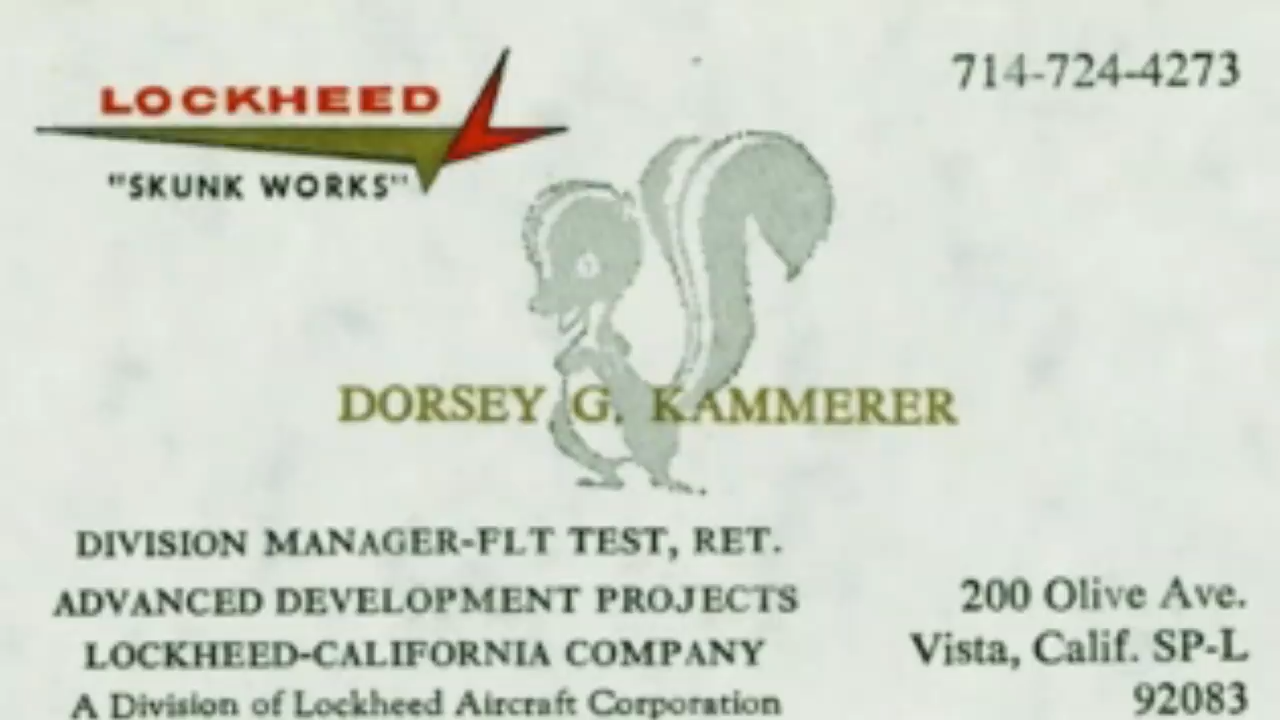 LOCKHEED
"SKUNK WORKS"
714-724-4273
DORSEY G. KAMMERER
DIVISION MANAGER-FLT TEST, RET.
ADVANCED DEVELOPMENT PROJECTS
LOCKHEED-CALIFORNIA COMPANY
A Division of Lockheed Aircraft Corporation
200 Olive Ave.
Vista, Calif. SP-L
92083